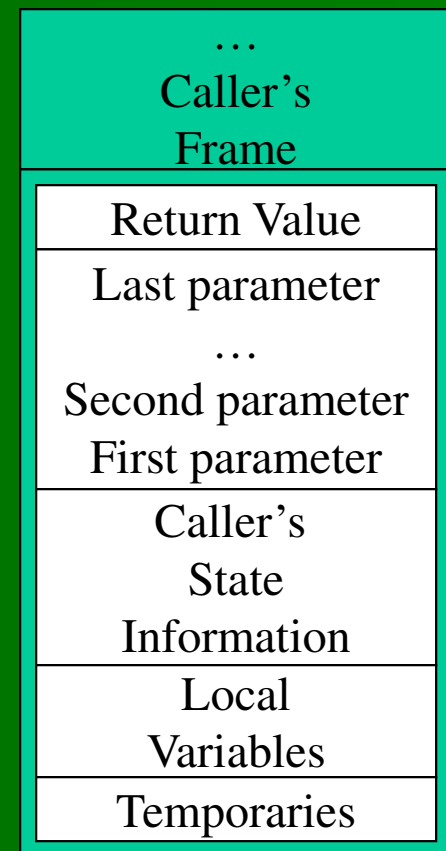 …
Caller’s
Frame
Return Value
Last parameter
…
Second parameter
First parameter
Caller’s
State
Information
Local
Variables
Temporaries